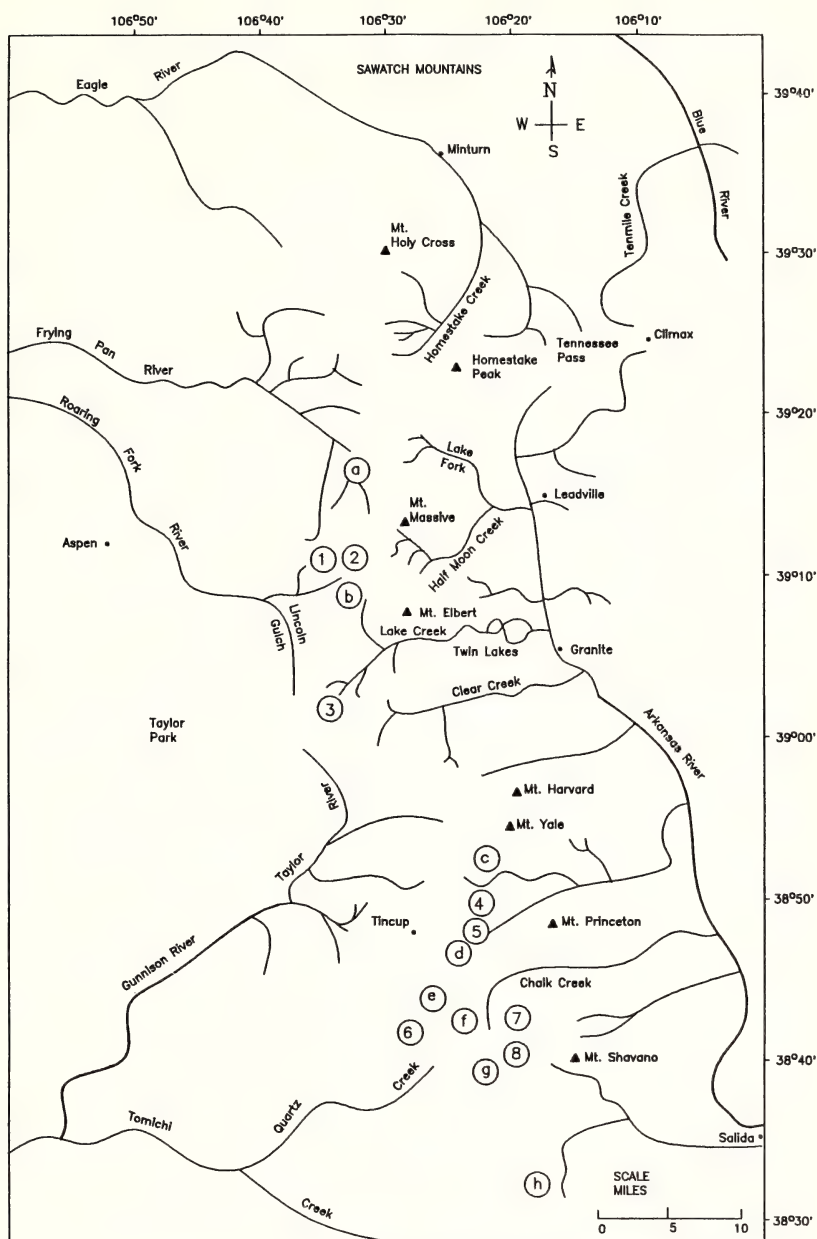 106°50' 106°40' 106°30' 106°20' 106°10'
SAWATCH MOUNTAINS
Eagle River
39°40'
N
W E
S
Blue River
Minturn
Tenmile Creek
Mt. Holy Cross
39°30'
Homestake Creek
Frying Pan River
Tennessee Pass
Climax
Homestake Peak
39°20'
Roaring Fork River
Lake Fork
a
Leadville
Mt. Massive
Aspen
Half Moon Creek
1 2
39°10'
b
Lincoln Gulch
Mt. Elbert
Lake Creek
Twin Lakes
Granite
Clear Creek
3
Taylor Park
39°00'
Arkansas River
Taylor River
Mt. Harvard
Mt. Yale
c
38°50'
4
Tincup
5
Mt. Princeton
d
Gunnison River
Chalk Creek
e
f
7
6
8
Mt. Shavano
38°40'
g
Quartz Creek
Tomichi Creek
Salida
h
SCALE
MILES
0 5 10
38°30'